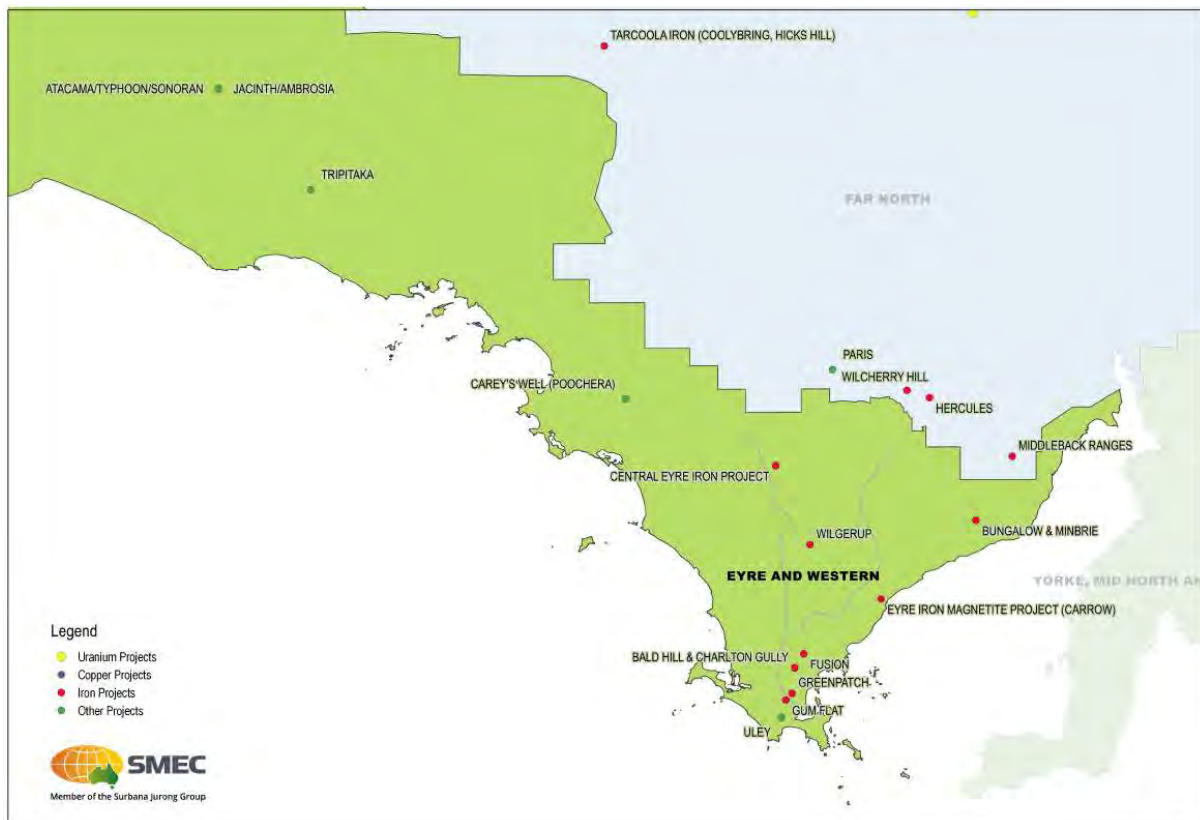 TARCOOLA IRON (COOLYBRING, HICKS HILL)
ATACAMA/TYPHOON/SONORAN
JACINTH/AMBROSIA
TRIPITAKA
FAR NORTH
PARIS
WILCHERRY HILL
CAREY'S WELL (POOCHERA)
HERCULES
MIDDLEBACK RANGES
CENTRAL EYRE IRON PROJECT
BUNGALOW & MINBRIE
WILGERUP
EYRE AND WESTERN
YORKE, MID NORTH AN
EYRE IRON MAGNETITE PROJECT (CARROW)
BALD HILL & CHARLTON GULLY
FUSION
GREENPATCH
GUM FLAT
ULEY
Legend
Uranium Projects
Copper Projects
Iron Projects
Other Projects
SMEC
Member of the Surbana Jurong Group